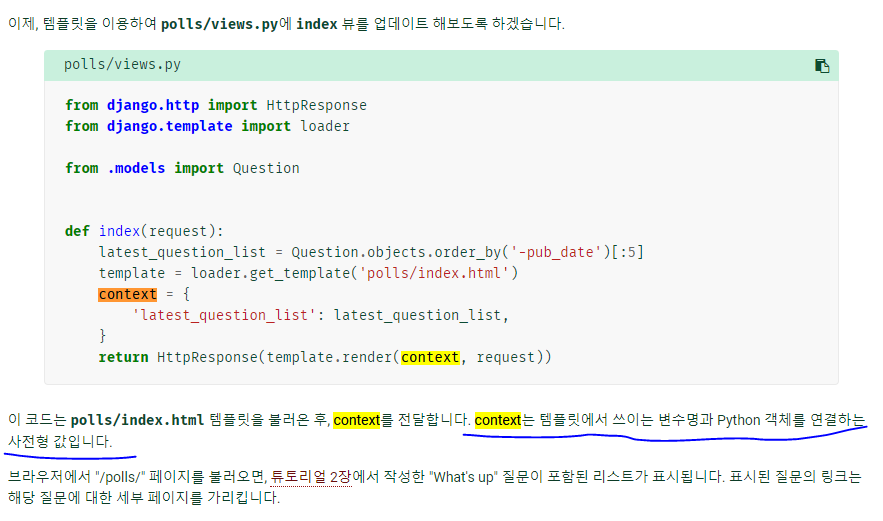 이제, 템플릿을 이용하여 polls/views.py에 index 뷰를 업데이트 해보도록 하겠습니다.
polls/views.py
from django.http import HttpResponse
from django.template import loader
from .models import Question
def index(request):
    latest_question_list = Question.objects.order_by('-pub_date')[:5]
    template = loader.get_template('polls/index.html')
    context = {
        'latest_question_list': latest_question_list,
    }
    return HttpResponse(template.render(context, request))
이 코드는 polls/index.html 템플릿을 불러온 후, context를 전달합니다. context는 템플릿에서 쓰이는 변수명과 Python 객체를 연결하는
사전형 값입니다.
브라우저에서 "/polls/" 페이지를 불러오면, 튜토리얼 2장에서 작성한 "What's up" 질문이 포함된 리스트가 표시됩니다. 표시된 질문의 링크는
해당 질문에 대한 세부 페이지를 가리킵니다.